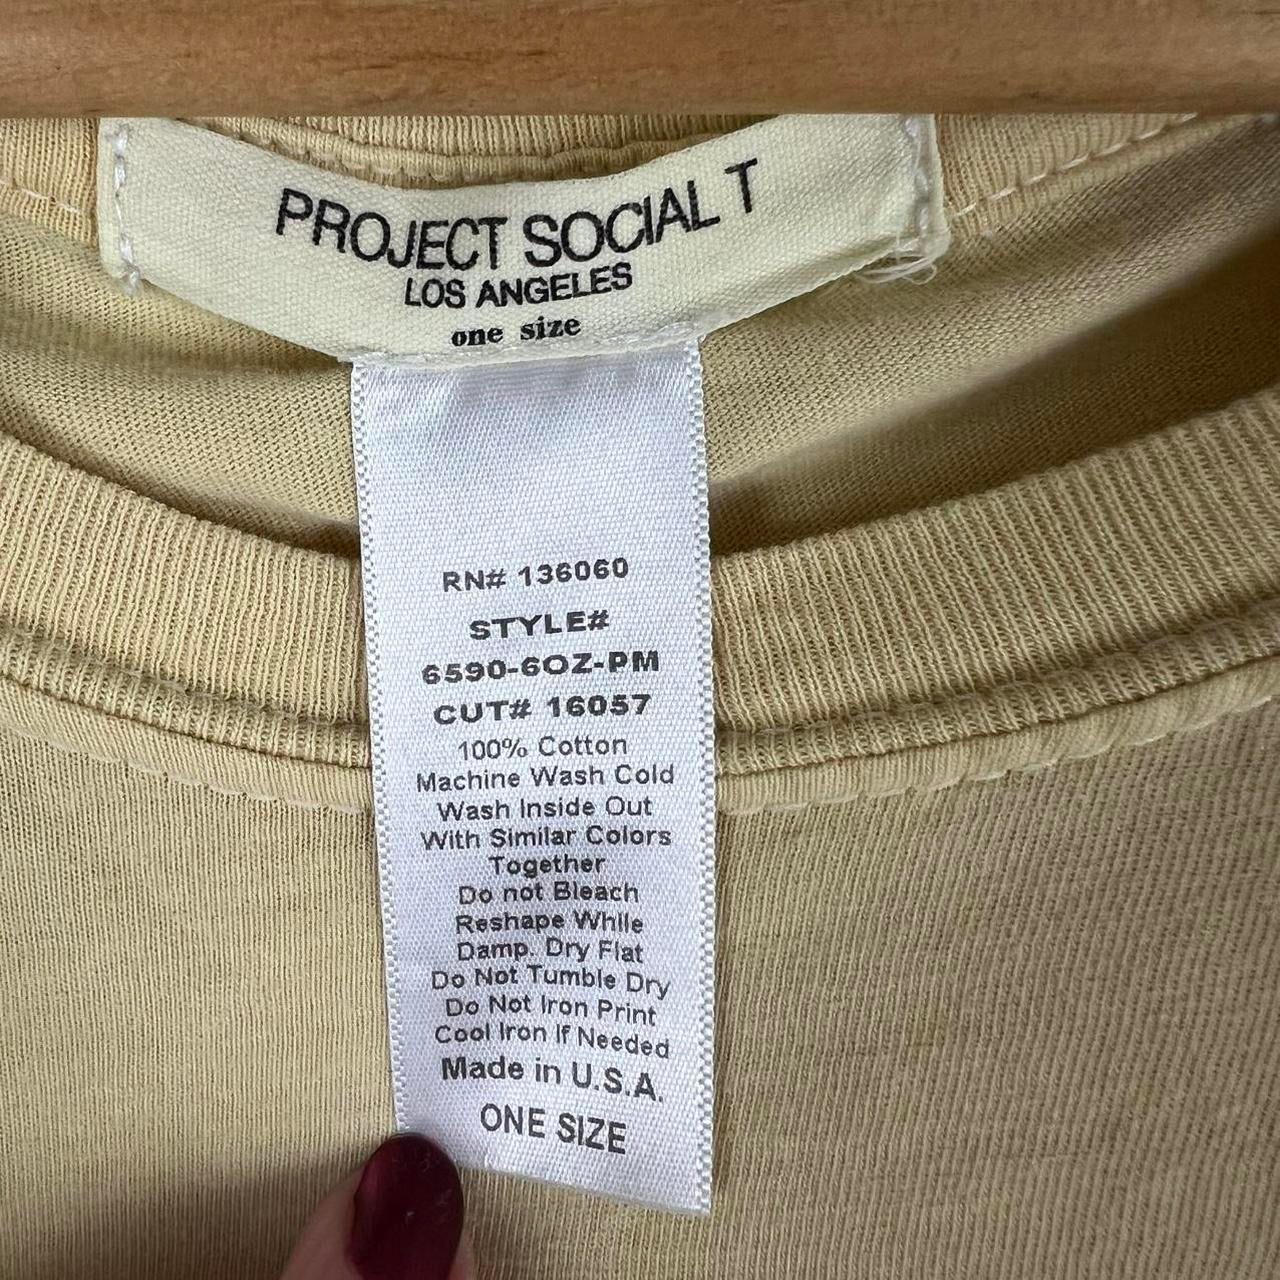 PROJECT SOCIAL T
LOS ANGELES
one size
RN# 136060
STYLE#
6590-6OZ-PM
CUT# 16057
100% Cotton
Machine Wash Cold
Wash Inside Out
With Similar Colors
Together
Do not Bleach
Reshape While
Damp. Dry Flat
Do Not Tumble Dry
Do Not Iron Print
Cool Iron If Needed
Made in U.S.A.
ONE SIZE